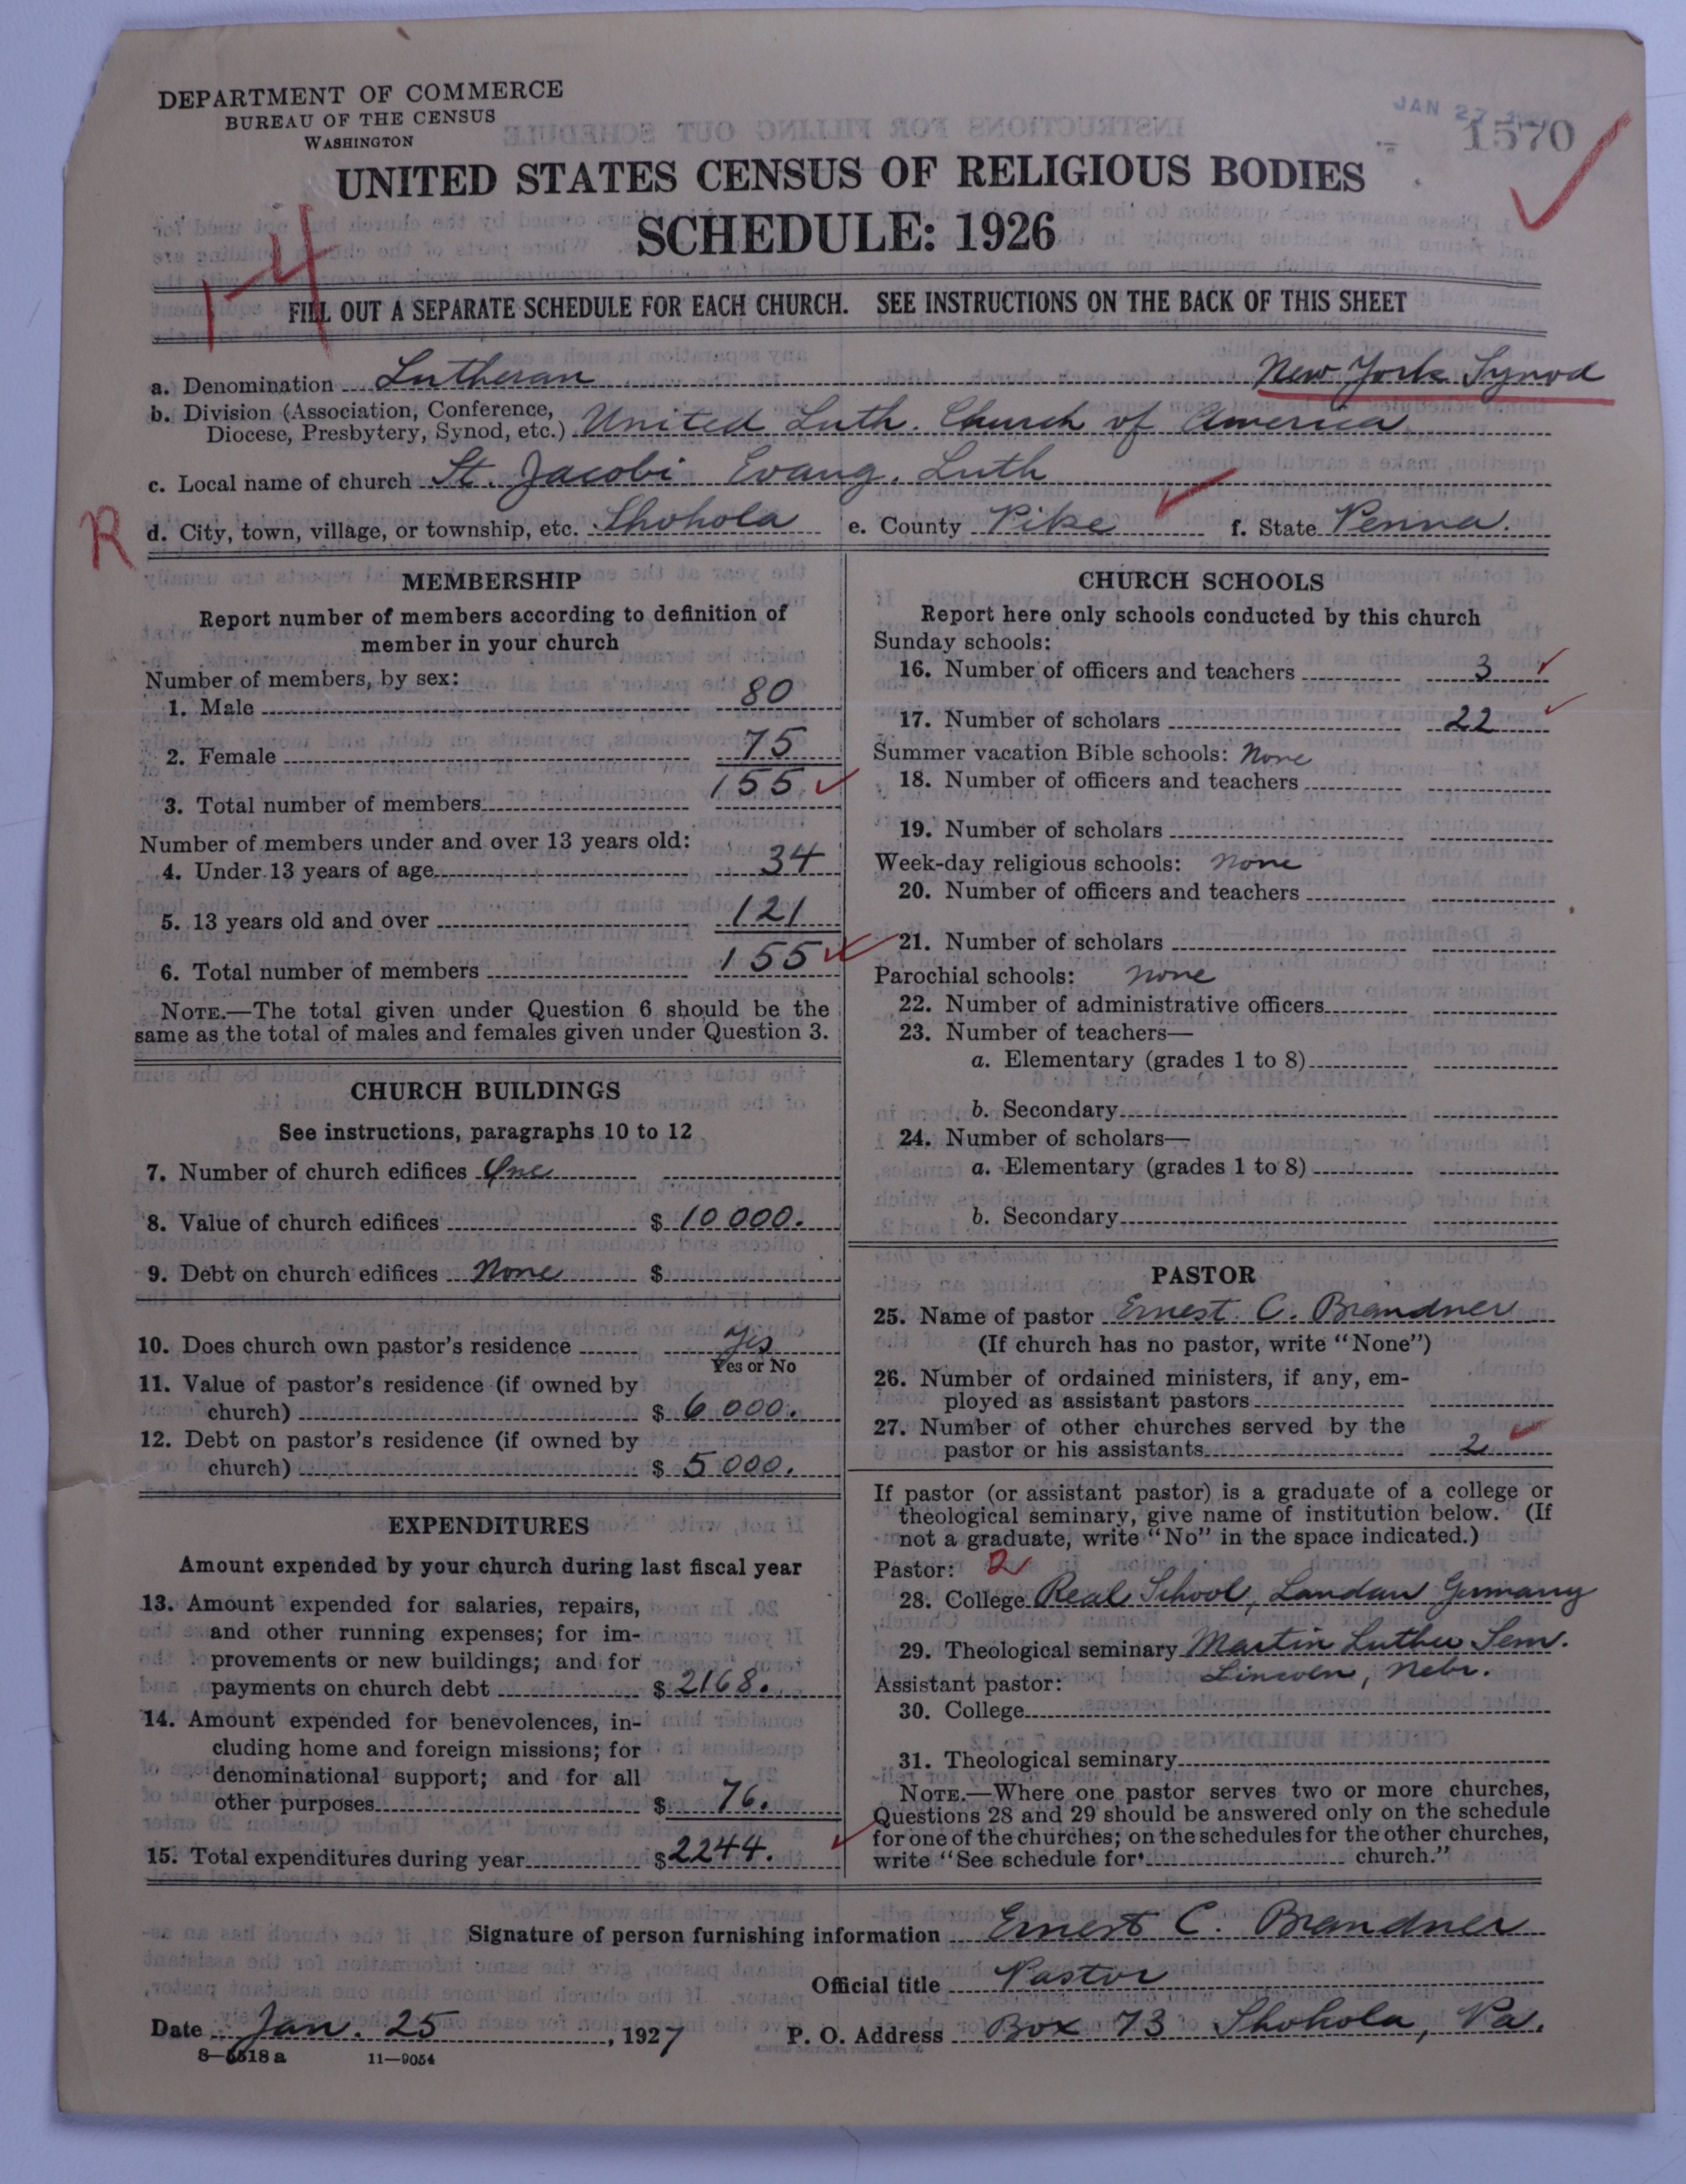 DEPARTMENT OF COMMERCE
BUREAU OF THE CENSUS
WASHINGTON
JAN 27
1570
UNITED STATES CENSUS OF RELIGIOUS BODIES
SCHEDULE: 1926
14
FILL OUT A SEPARATE SCHEDULE FOR EACH CHURCH. SEE INSTRUCTIONS ON THE BACK OF THIS SHEET
a. Denomination Lutheran New York Synod
b. Division (Association, Conference, Diocese, Presbytery, Synod, etc.) United Luth. Church of America
c. Local name of church St. Jacobi Evang. Luth
R
d. City, town, village, or township, etc. Shohola e. County Pike f. State Penna.
MEMBERSHIP
Report number of members according to definition of
member in your church
Number of members, by sex:
1. Male 80
2. Female 75
3. Total number of members 155
Number of members under and over 13 years old:
4. Under 13 years of age 34
5. 13 years old and over 121
6. Total number of members 155
NOTE.—The total given under Question 6 should be the
same as the total of males and females given under Question 3.
CHURCH BUILDINGS
See instructions, paragraphs 10 to 12
7. Number of church edifices One
8. Value of church edifices $ 10 000.
9. Debt on church edifices None $
10. Does church own pastor's residence Yes
Yes or No
11. Value of pastor's residence (if owned by
church) $ 6 000.
12. Debt on pastor's residence (if owned by
church) $ 5 000.
EXPENDITURES
Amount expended by your church during last fiscal year
13. Amount expended for salaries, repairs,
and other running expenses; for im-
provements or new buildings; and for
payments on church debt $ 2168.
14. Amount expended for benevolences, in-
cluding home and foreign missions; for
denominational support; and for all
other purposes $ 76.
15. Total expenditures during year $ 2244.
CHURCH SCHOOLS
Report here only schools conducted by this church
Sunday schools:
16. Number of officers and teachers 3
17. Number of scholars 22
Summer vacation Bible schools: None
18. Number of officers and teachers
19. Number of scholars
Week-day religious schools: none
20. Number of officers and teachers
21. Number of scholars
Parochial schools: none
22. Number of administrative officers
23. Number of teachers—
a. Elementary (grades 1 to 8)
b. Secondary
24. Number of scholars—
a. Elementary (grades 1 to 8)
b. Secondary
PASTOR
25. Name of pastor Ernest. C. Brandner
(If church has no pastor, write "None")
26. Number of ordained ministers, if any, em-
ployed as assistant pastors
27. Number of other churches served by the
pastor or his assistants 2
If pastor (or assistant pastor) is a graduate of a college or
theological seminary, give name of institution below. (If
not a graduate, write "No" in the space indicated.)
Pastor: 2
28. College Real School, Landau Germany
29. Theological seminary Martin Luther Sem.
Lincoln, Nebr.
Assistant pastor:
30. College
31. Theological seminary
NOTE.—Where one pastor serves two or more churches,
Questions 28 and 29 should be answered only on the schedule
for one of the churches; on the schedules for the other churches,
write "See schedule for church."
Signature of person furnishing information Ernest C. Brandner
Official title Pastor
Date Jan. 25, 1927 P. O. Address Box 73 Shohola, Pa.
8—5518 a 11—9054